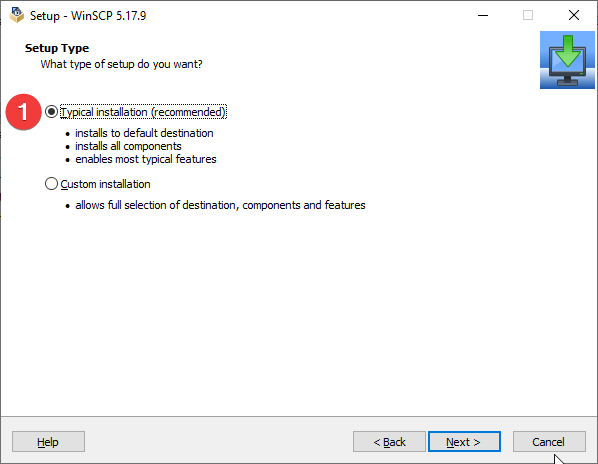 Setup - WinSCP 5.17.9
Setup Type
What type of setup do you want?
1
Typical installation (recommended)
• installs to default destination
• installs all components
• enables most typical features
Custom installation
• allows full selection of destination, components and features
Help
< Back
Next >
Cancel